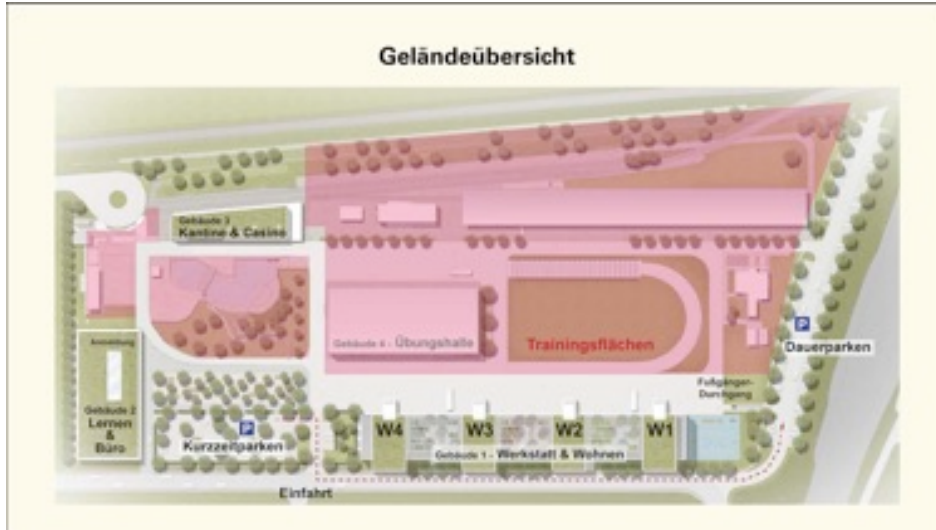 Geländeübersicht
Gebäude 3
Kantine & Casino
Gebäude 4 - Übungshalle
Trainingsflächen
P
Dauerparken
Anmeldung
Gebäude 2
Lernen
&
Büro
P
Kurzzeitparken
Fußgänger-
Durchgang
W4
W3
W2
W1
Gebäude 1 - Werkstatt & Wohnen
Einfahrt